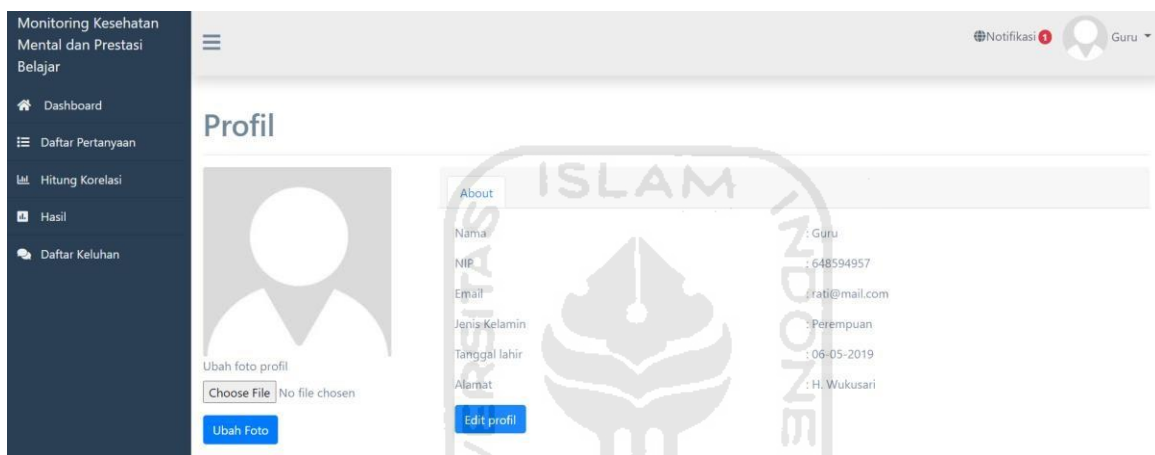 Monitoring Kesehatan
Mental dan Prestasi
Belajar
Notifikasi 1
Guru
Dashboard
Daftar Pertanyaan
Hitung Korelasi
Hasil
Daftar Keluhan
Profil
Ubah foto profil
Choose File No file chosen
Ubah Foto
About
Nama : Guru
NIP : 648594957
Email : rati@mail.com
Jenis Kelamin : Perempuan
Tanggal lahir : 06-05-2019
Alamat : H. Wukusari
Edit profil
ISLAM
INDONE
VERSITAS